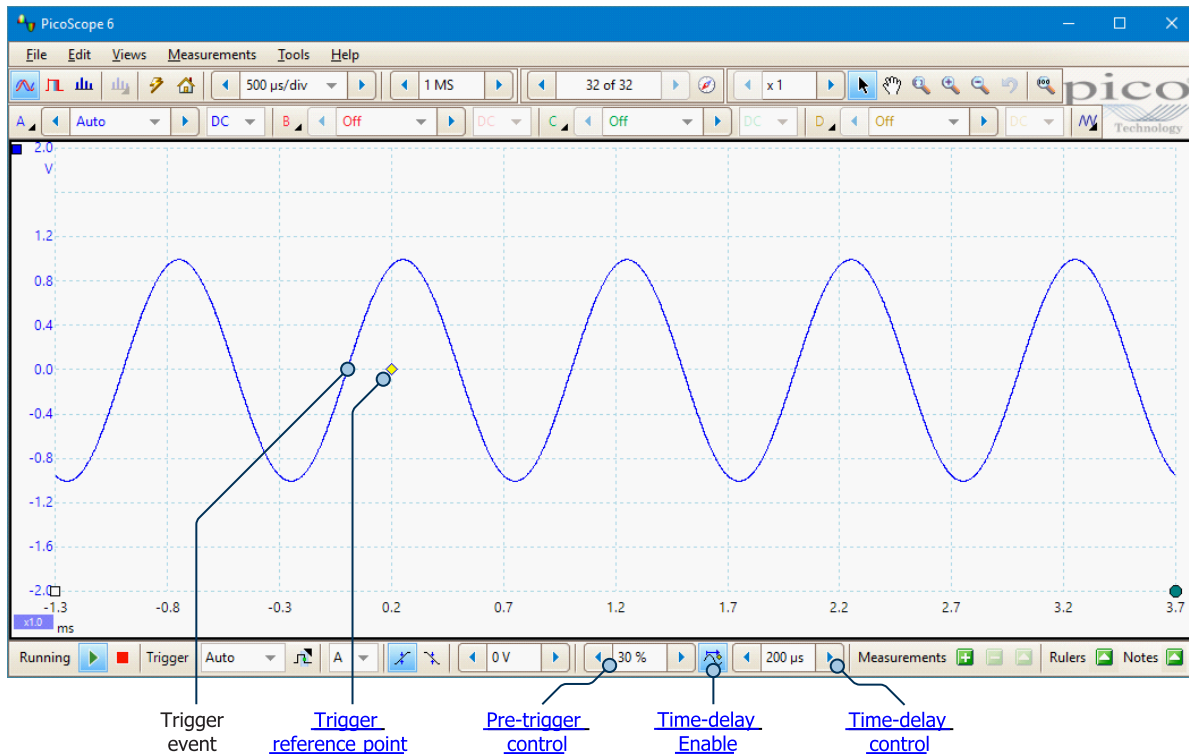 PicoScope 6
File Edit Views Measurements Tools Help
500 µs/div 1 MS 32 of 32 x 1
pico
Technology
A Auto DC B Off DC C Off DC D Off DC
2.0
V
1.2
0.8
0.4
0.0
-0.4
-0.8
-1.2
-1.6
-2.0
-1.3 -0.8 -0.3 0.2 0.7 1.2 1.7 2.2 2.7 3.2 3.7
x1.0 ms
Running Trigger Auto A 0 V 30 % 200 µs Measurements Rulers Notes
Trigger event
Trigger reference point
Pre-trigger control
Time-delay Enable
Time-delay control